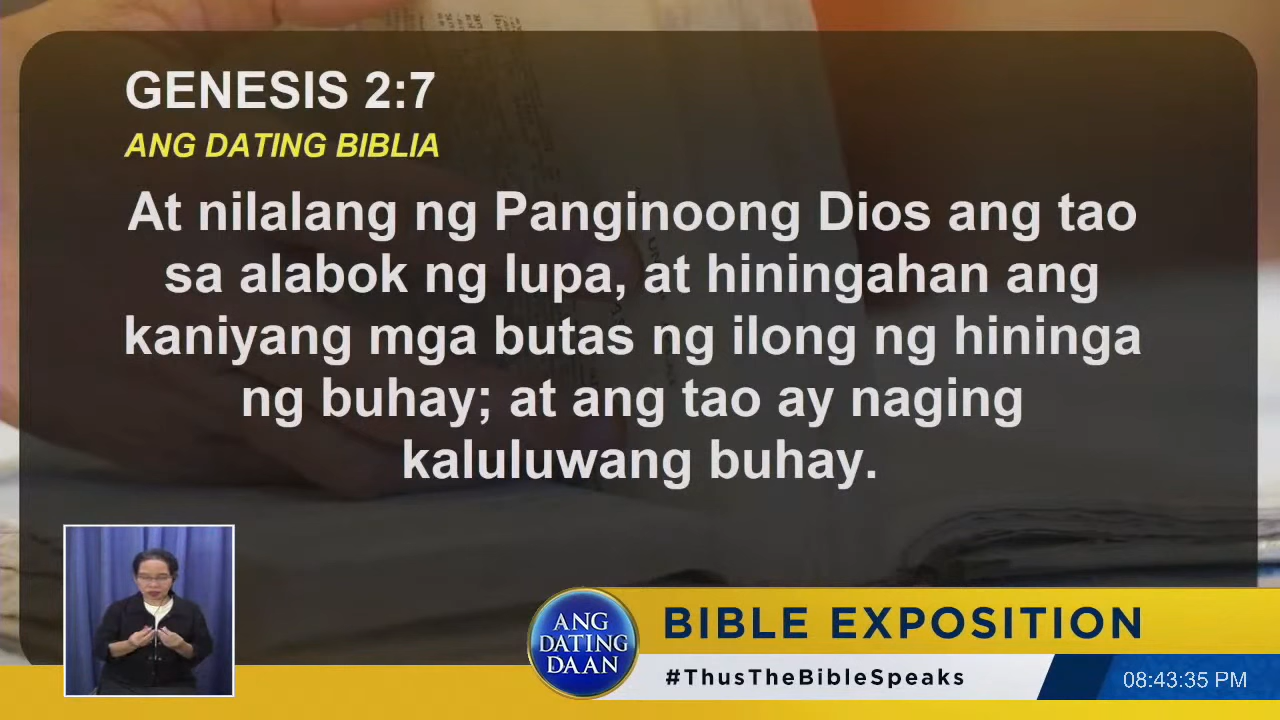 GENESIS 2:7
ANG DATING BIBLIA
At nilalang ng Panginoong Dios ang tao
sa alabok ng lupa, at hiningahan ang
kaniyang mga butas ng ilong ng hininga
ng buhay; at ang tao ay naging
kaluluwang buhay.
ANG
DATING
DAAN
BIBLE EXPOSITION
#ThusTheBibleSpeaks
08:43:35 PM